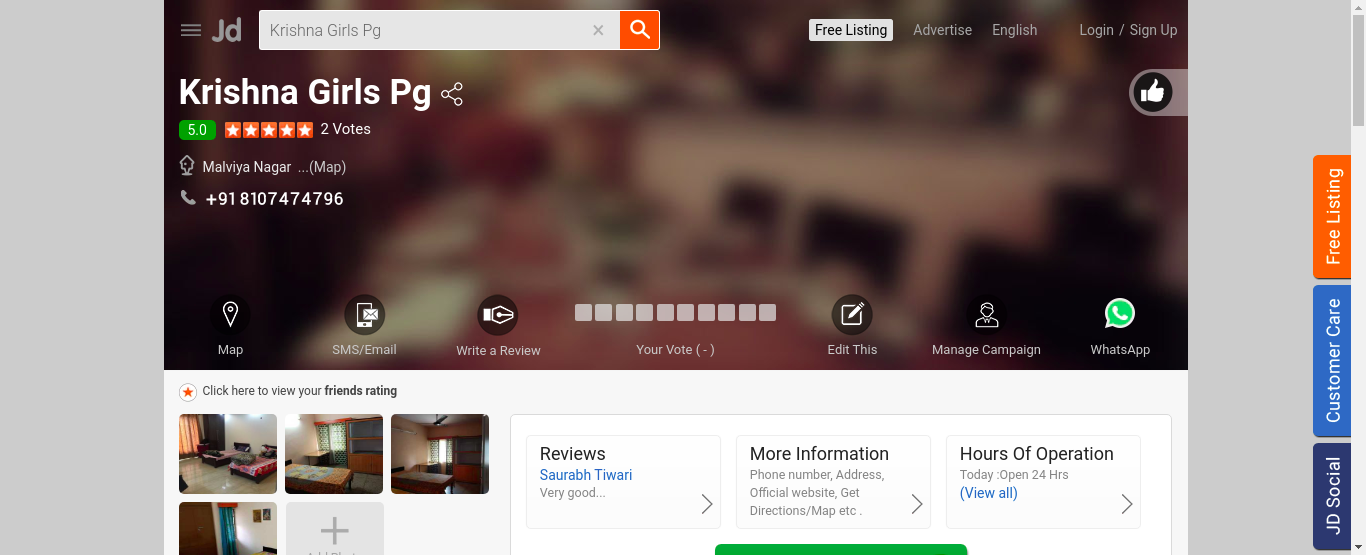 Jd
Krishna Girls Pg ×
Free Listing Advertise English Login / Sign Up
Krishna Girls Pg
5.0 2 Votes
Malviya Nagar ...(Map)
+91 8107474796
Map SMS/Email Write a Review Your Vote ( - ) Edit This Manage Campaign WhatsApp
Click here to view your friends rating
Reviews
Saurabh Tiwari
Very good...
More Information
Phone number, Address,
Official website, Get
Directions/Map etc .
Hours Of Operation
Today :Open 24 Hrs
(View all)
Free Listing
Customer Care
JD Social